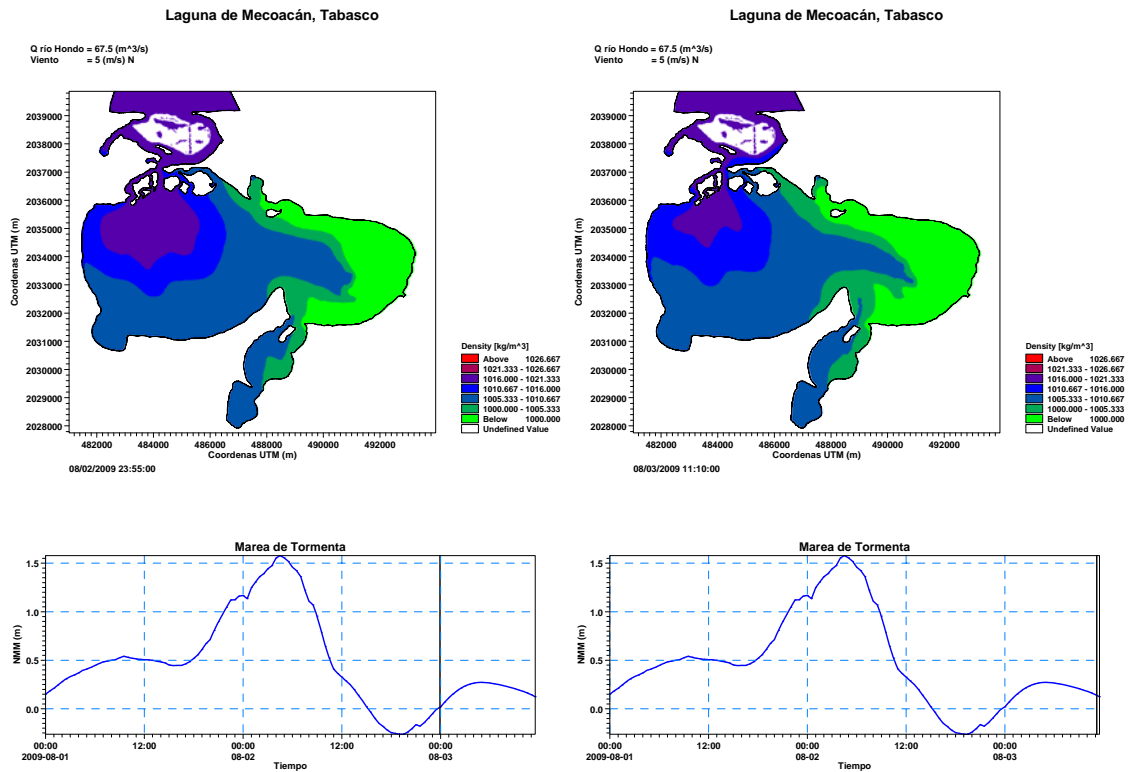 Laguna de Mecoacán, Tabasco
Q río Hondo = 67.5 (m^3/s)
Viento = 5 (m/s) N
Coordenas UTM (m)
2039000
2038000
2037000
2036000
2035000
2034000
2033000
2032000
2031000
2030000
2029000
2028000
482000 484000 486000 488000 490000 492000
Coordenas UTM (m)
08/02/2009 23:55:00
Density [kg/m^3]
Above 1026.667
1021.333 - 1026.667
1016.000 - 1021.333
1010.667 - 1016.000
1005.333 - 1010.667
1000.000 - 1005.333
Below 1000.000
Undefined Value
Laguna de Mecoacán, Tabasco
Q río Hondo = 67.5 (m^3/s)
Viento = 5 (m/s) N
Coordenas UTM (m)
2039000
2038000
2037000
2036000
2035000
2034000
2033000
2032000
2031000
2030000
2029000
2028000
482000 484000 486000 488000 490000 492000
Coordenas UTM (m)
08/03/2009 11:10:00
Density [kg/m^3]
Above 1026.667
1021.333 - 1026.667
1016.000 - 1021.333
1010.667 - 1016.000
1005.333 - 1010.667
1000.000 - 1005.333
Below 1000.000
Undefined Value
Marea de Tormenta
NMM (m)
1.5
1.0
0.5
0.0
00:00 12:00 00:00 12:00 00:00
2009-08-01 08-02 08-03
Tiempo
Marea de Tormenta
NMM (m)
1.5
1.0
0.5
0.0
00:00 12:00 00:00 12:00 00:00
2009-08-01 08-02 08-03
Tiempo